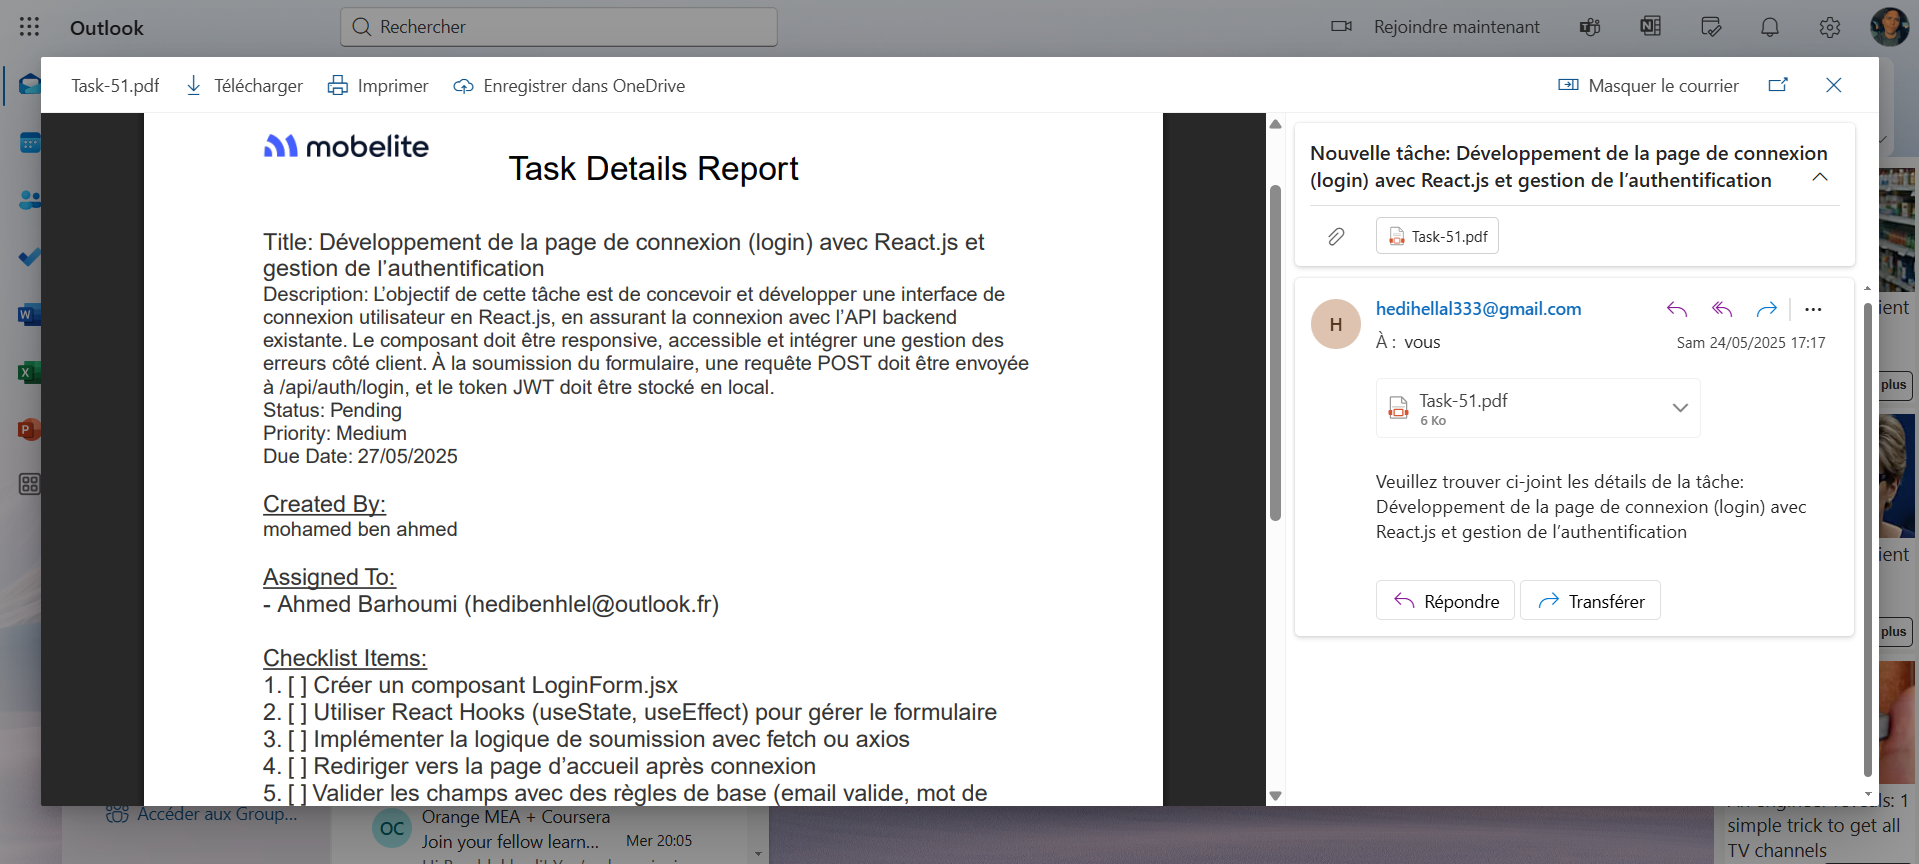 Outlook
Rechercher
Rejoindre maintenant
Task-51.pdf
Télécharger
Imprimer
Enregistrer dans OneDrive
Masquer le courrier
mobelite
Task Details Report
Title: Développement de la page de connexion (login) avec React.js et
gestion de l’authentification
Description: L’objectif de cette tâche est de concevoir et développer une interface de
connexion utilisateur en React.js, en assurant la connexion avec l’API backend
existante. Le composant doit être responsive, accessible et intégrer une gestion des
erreurs côté client. À la soumission du formulaire, une requête POST doit être envoyée
à /api/auth/login, et le token JWT doit être stocké en local.
Status: Pending
Priority: Medium
Due Date: 27/05/2025
Created By:
mohamed ben ahmed
Assigned To:
- Ahmed Barhoumi (hedibenhlel@outlook.fr)
Checklist Items:
1. [ ] Créer un composant LoginForm.jsx
2. [ ] Utiliser React Hooks (useState, useEffect) pour gérer le formulaire
3. [ ] Implémenter la logique de soumission avec fetch ou axios
4. [ ] Rediriger vers la page d’accueil après connexion
5. [ ] Valider les champs avec des règles de base (email valide, mot de
Nouvelle tâche: Développement de la page de connexion
(login) avec React.js et gestion de l’authentification
Task-51.pdf
H
hedihellal333@gmail.com
À : vous
Sam 24/05/2025 17:17
Task-51.pdf
6 Ko
Veuillez trouver ci-joint les détails de la tâche:
Développement de la page de connexion (login) avec
React.js et gestion de l’authentification
Répondre
Transférer
ient
plus
ient
plus
Accéder aux Group...
OC
Orange MEA + Coursera
Join your fellow learn...
Mer 20:05
simple trick to get all
TV channels